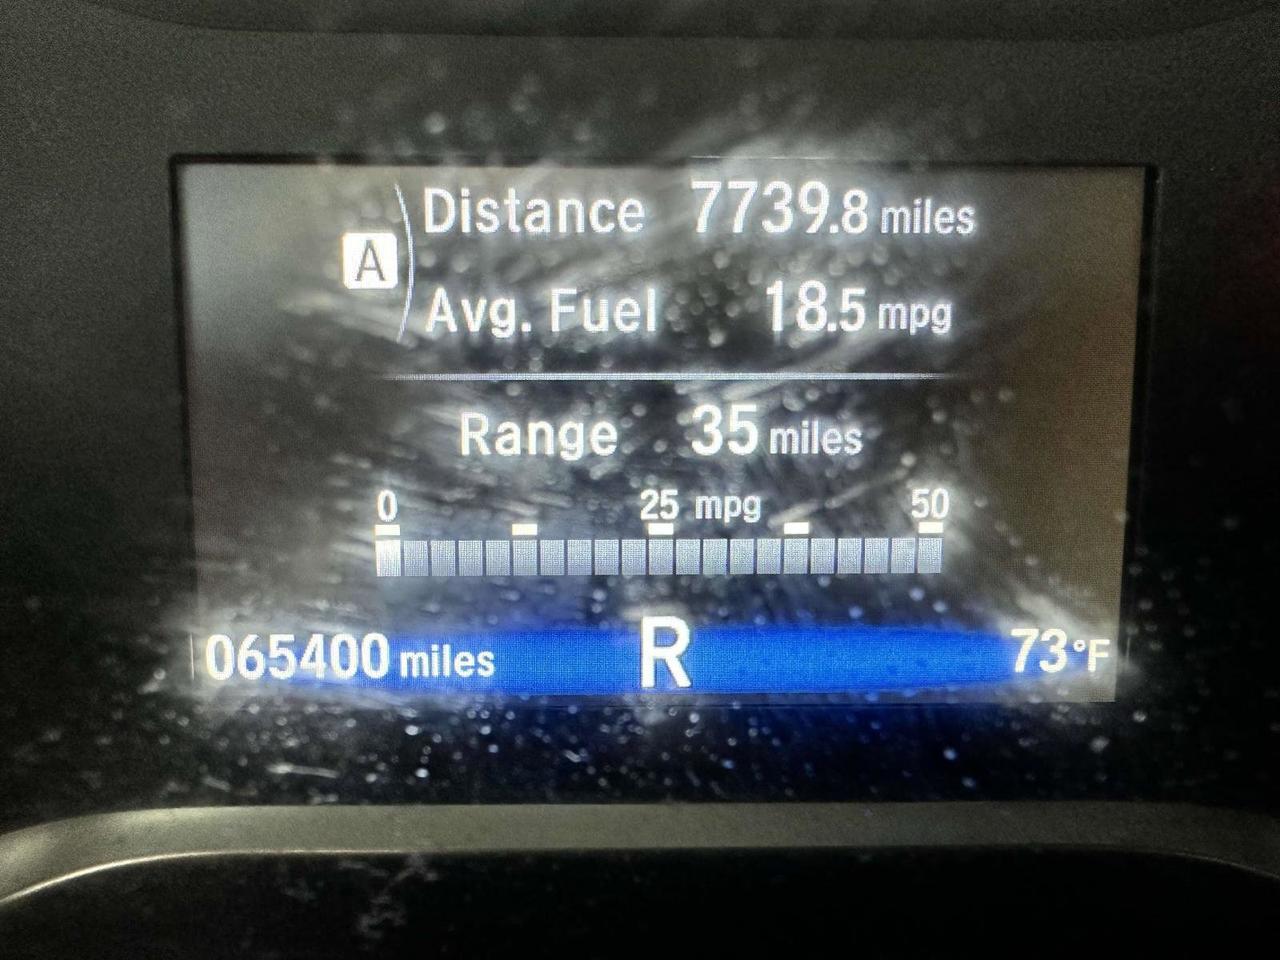 A
Distance 7739.8 miles
Avg. Fuel 18.5 mpg
Range 35 miles
0 25 mpg 50
065400 miles R 73°F